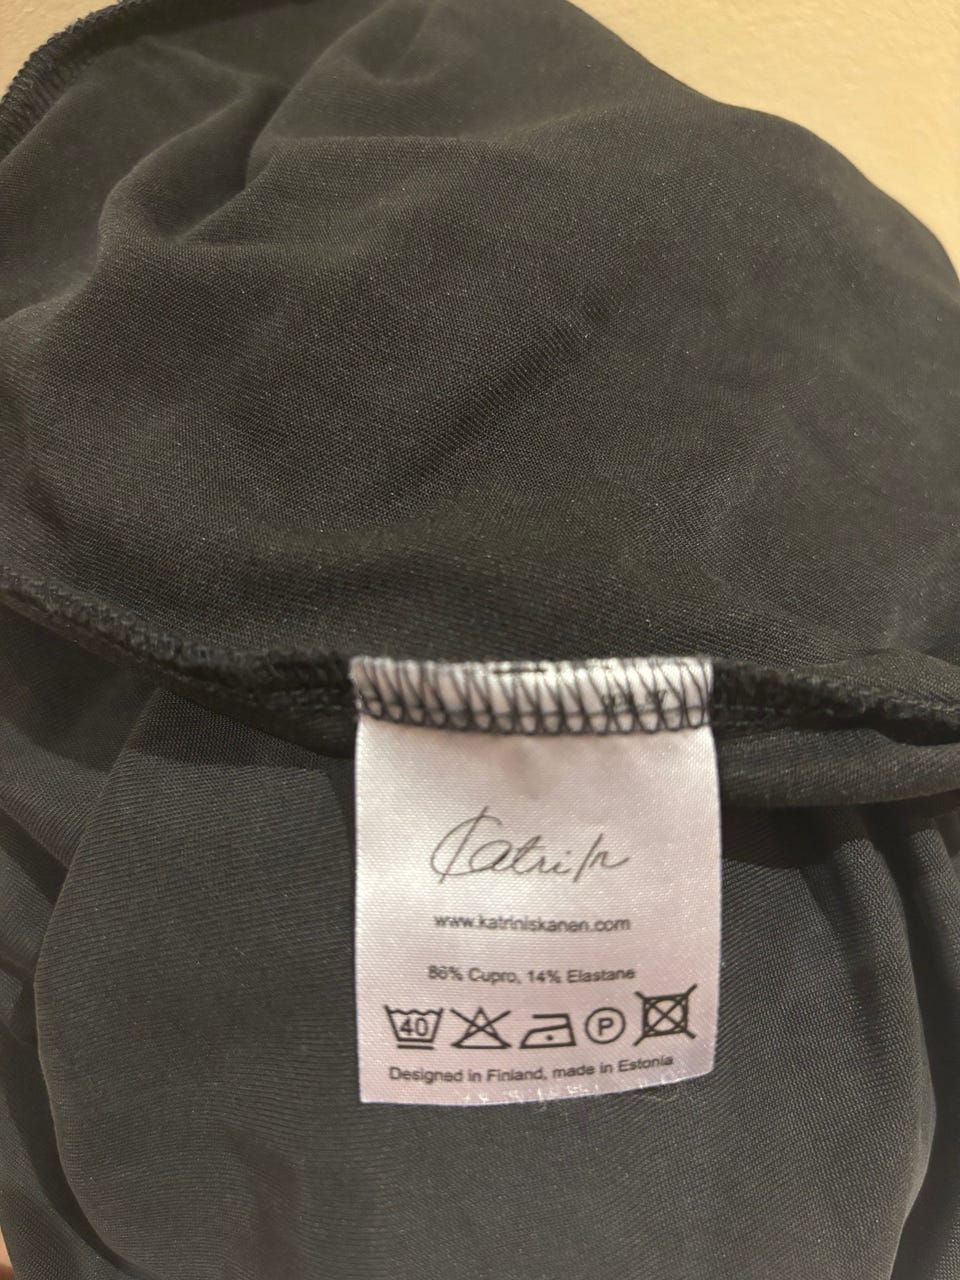 Katri/n
www.katriniskanen.com
86% Cupro, 14% Elastane
40 P
Designed in Finland, made in Estonia